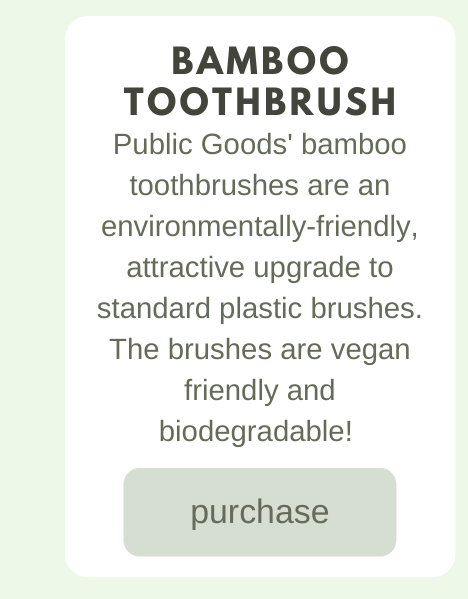 BAMBOO
TOOTHBRUSH
Public Goods' bamboo
toothbrushes are an
environmentally-friendly,
attractive upgrade to
standard plastic brushes.
The brushes are vegan
friendly and
biodegradable!
purchase